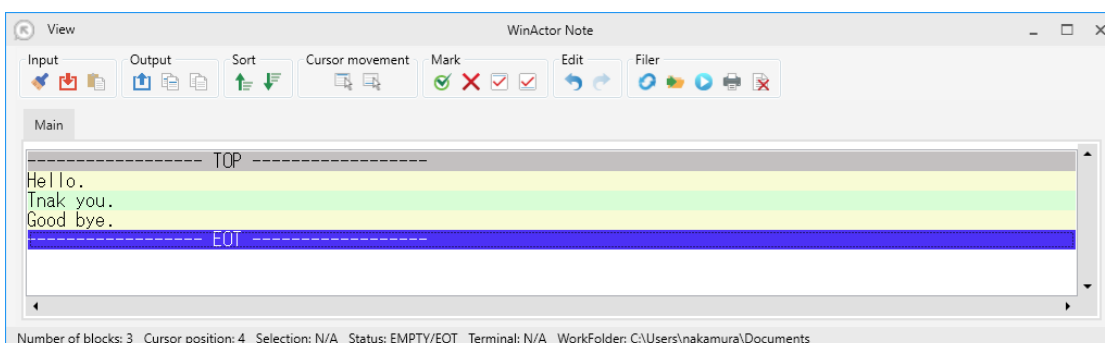 View WinActor Note
Input Output Sort Cursor movement Mark Edit Filer
Main
------------------ TOP ------------------
Hello.
Tnak you.
Good bye.
------------------ EOT ------------------
Number of blocks: 3 Cursor position: 4 Selection: N/A Status: EMPTY/EOT Terminal: N/A WorkFolder: C:\Users\nakamura\Documents